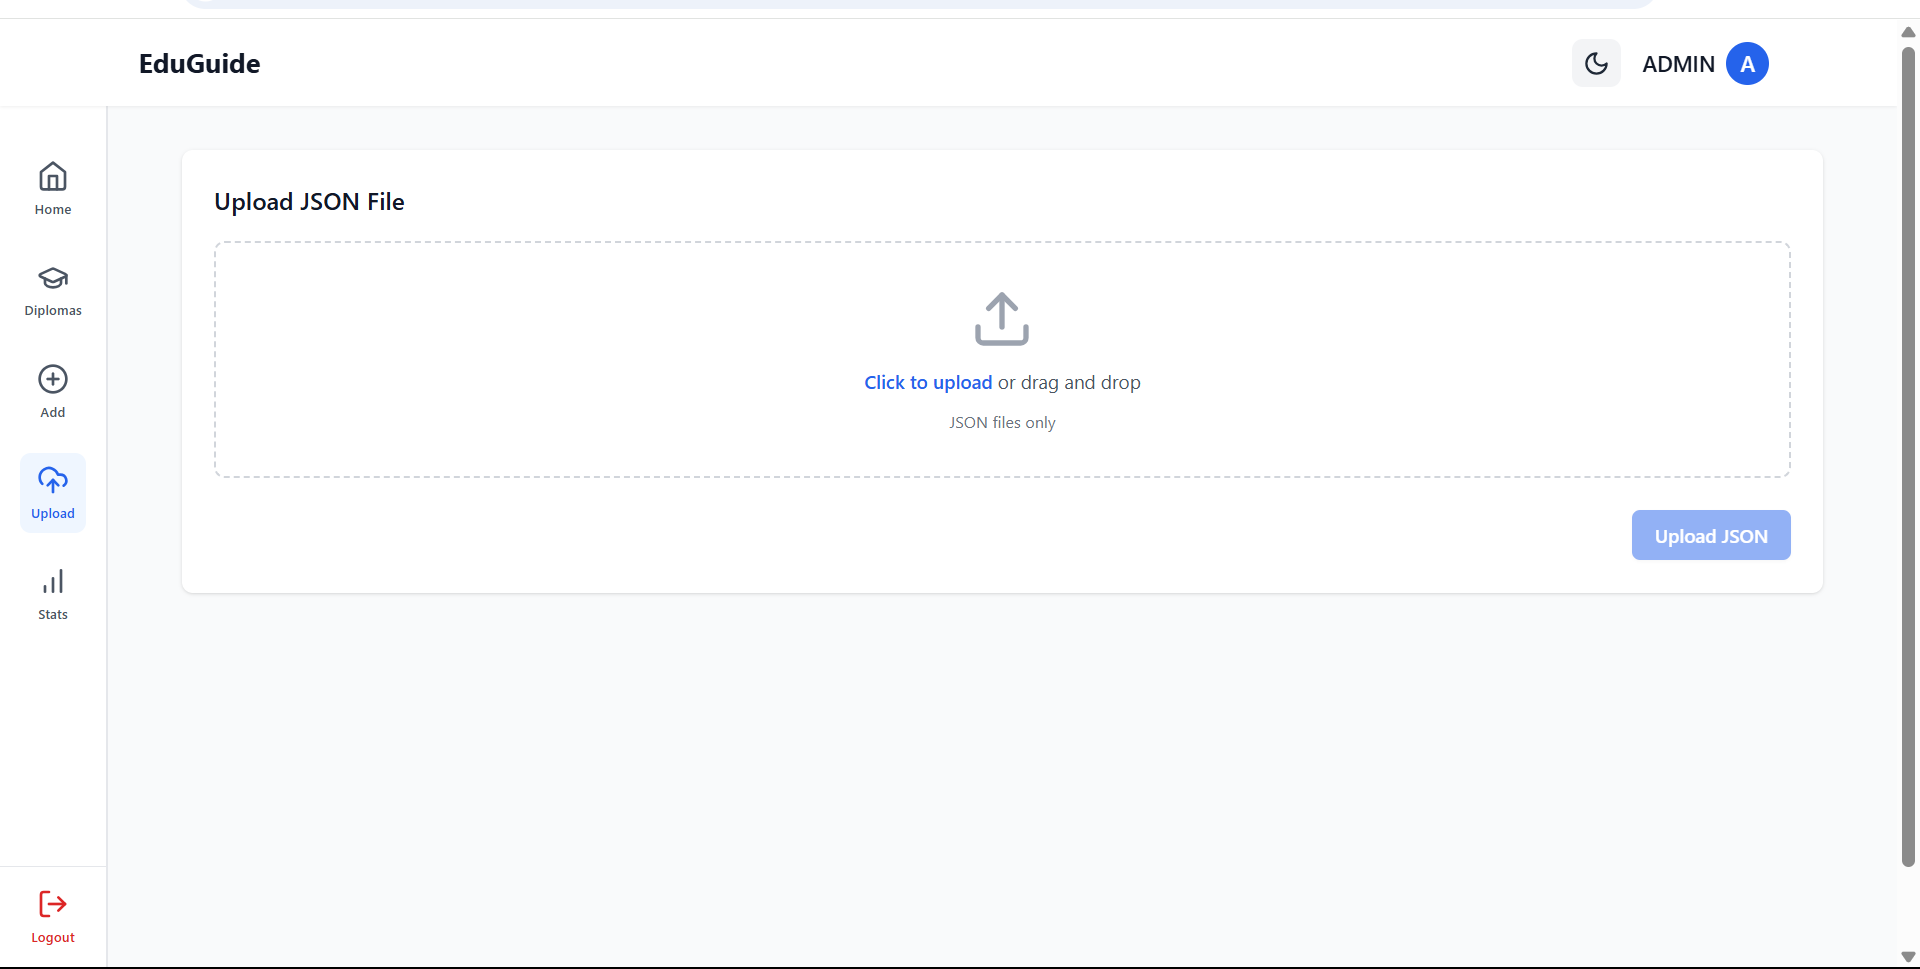 EduGuide
ADMIN A
Home
Diplomas
Add
Upload
Stats
Logout
Upload JSON File
Click to upload or drag and drop
JSON files only
Upload JSON